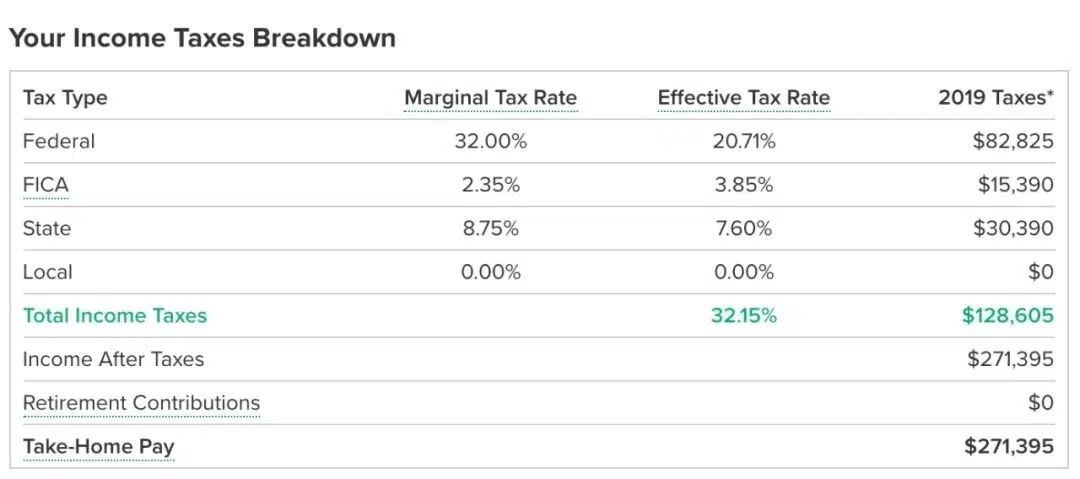 Your Income Taxes Breakdown
Tax Type Marginal Tax Rate Effective Tax Rate 2019 Taxes*
Federal 32.00% 20.71% $82,825
FICA 2.35% 3.85% $15,390
State 8.75% 7.60% $30,390
Local 0.00% 0.00% $0
Total Income Taxes 32.15% $128,605
Income After Taxes $271,395
Retirement Contributions $0
Take-Home Pay $271,395